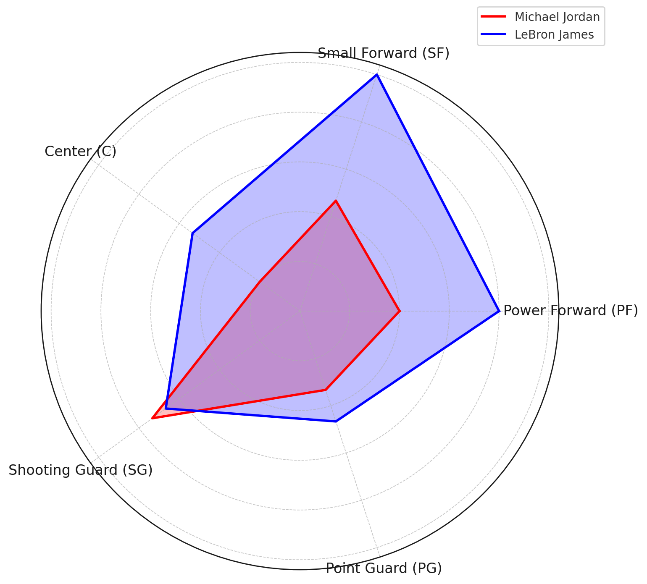 Michael Jordan
LeBron James
Small Forward (SF)
Center (C)
Power Forward (PF)
Shooting Guard (SG)
Point Guard (PG)